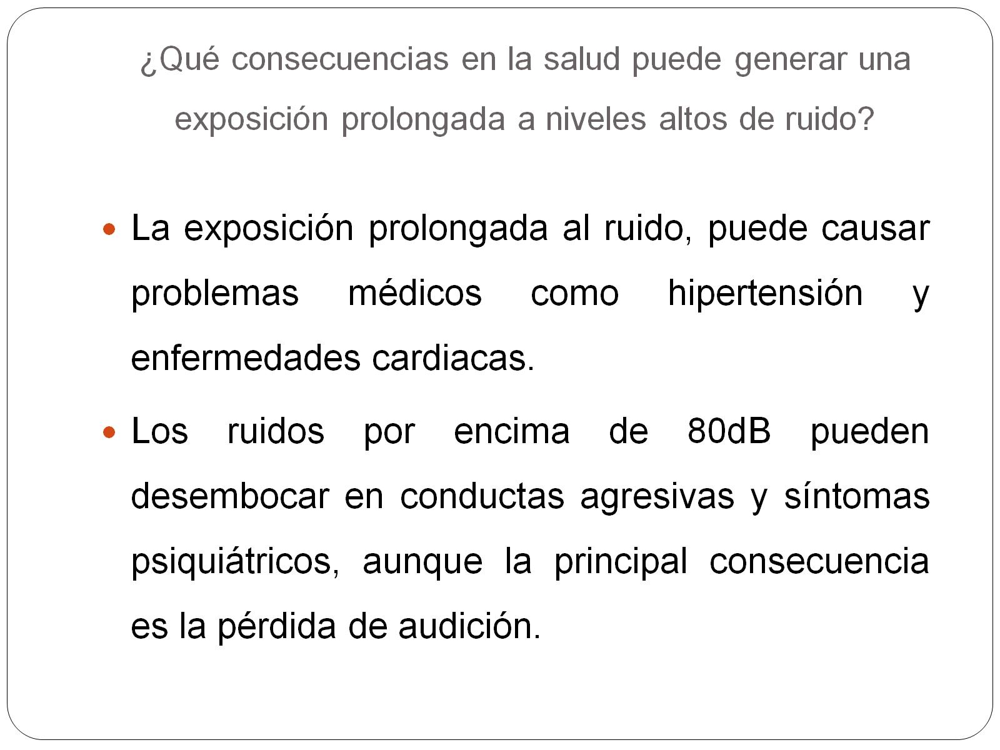 ¿Qué consecuencias en la salud puede generar una
exposición prolongada a niveles altos de ruido?
• La exposición prolongada al ruido, puede causar
problemas médicos como hipertensión y
enfermedades cardiacas.
• Los ruidos por encima de 80dB pueden
desembocar en conductas agresivas y síntomas
psiquiátricos, aunque la principal consecuencia
es la pérdida de audición.